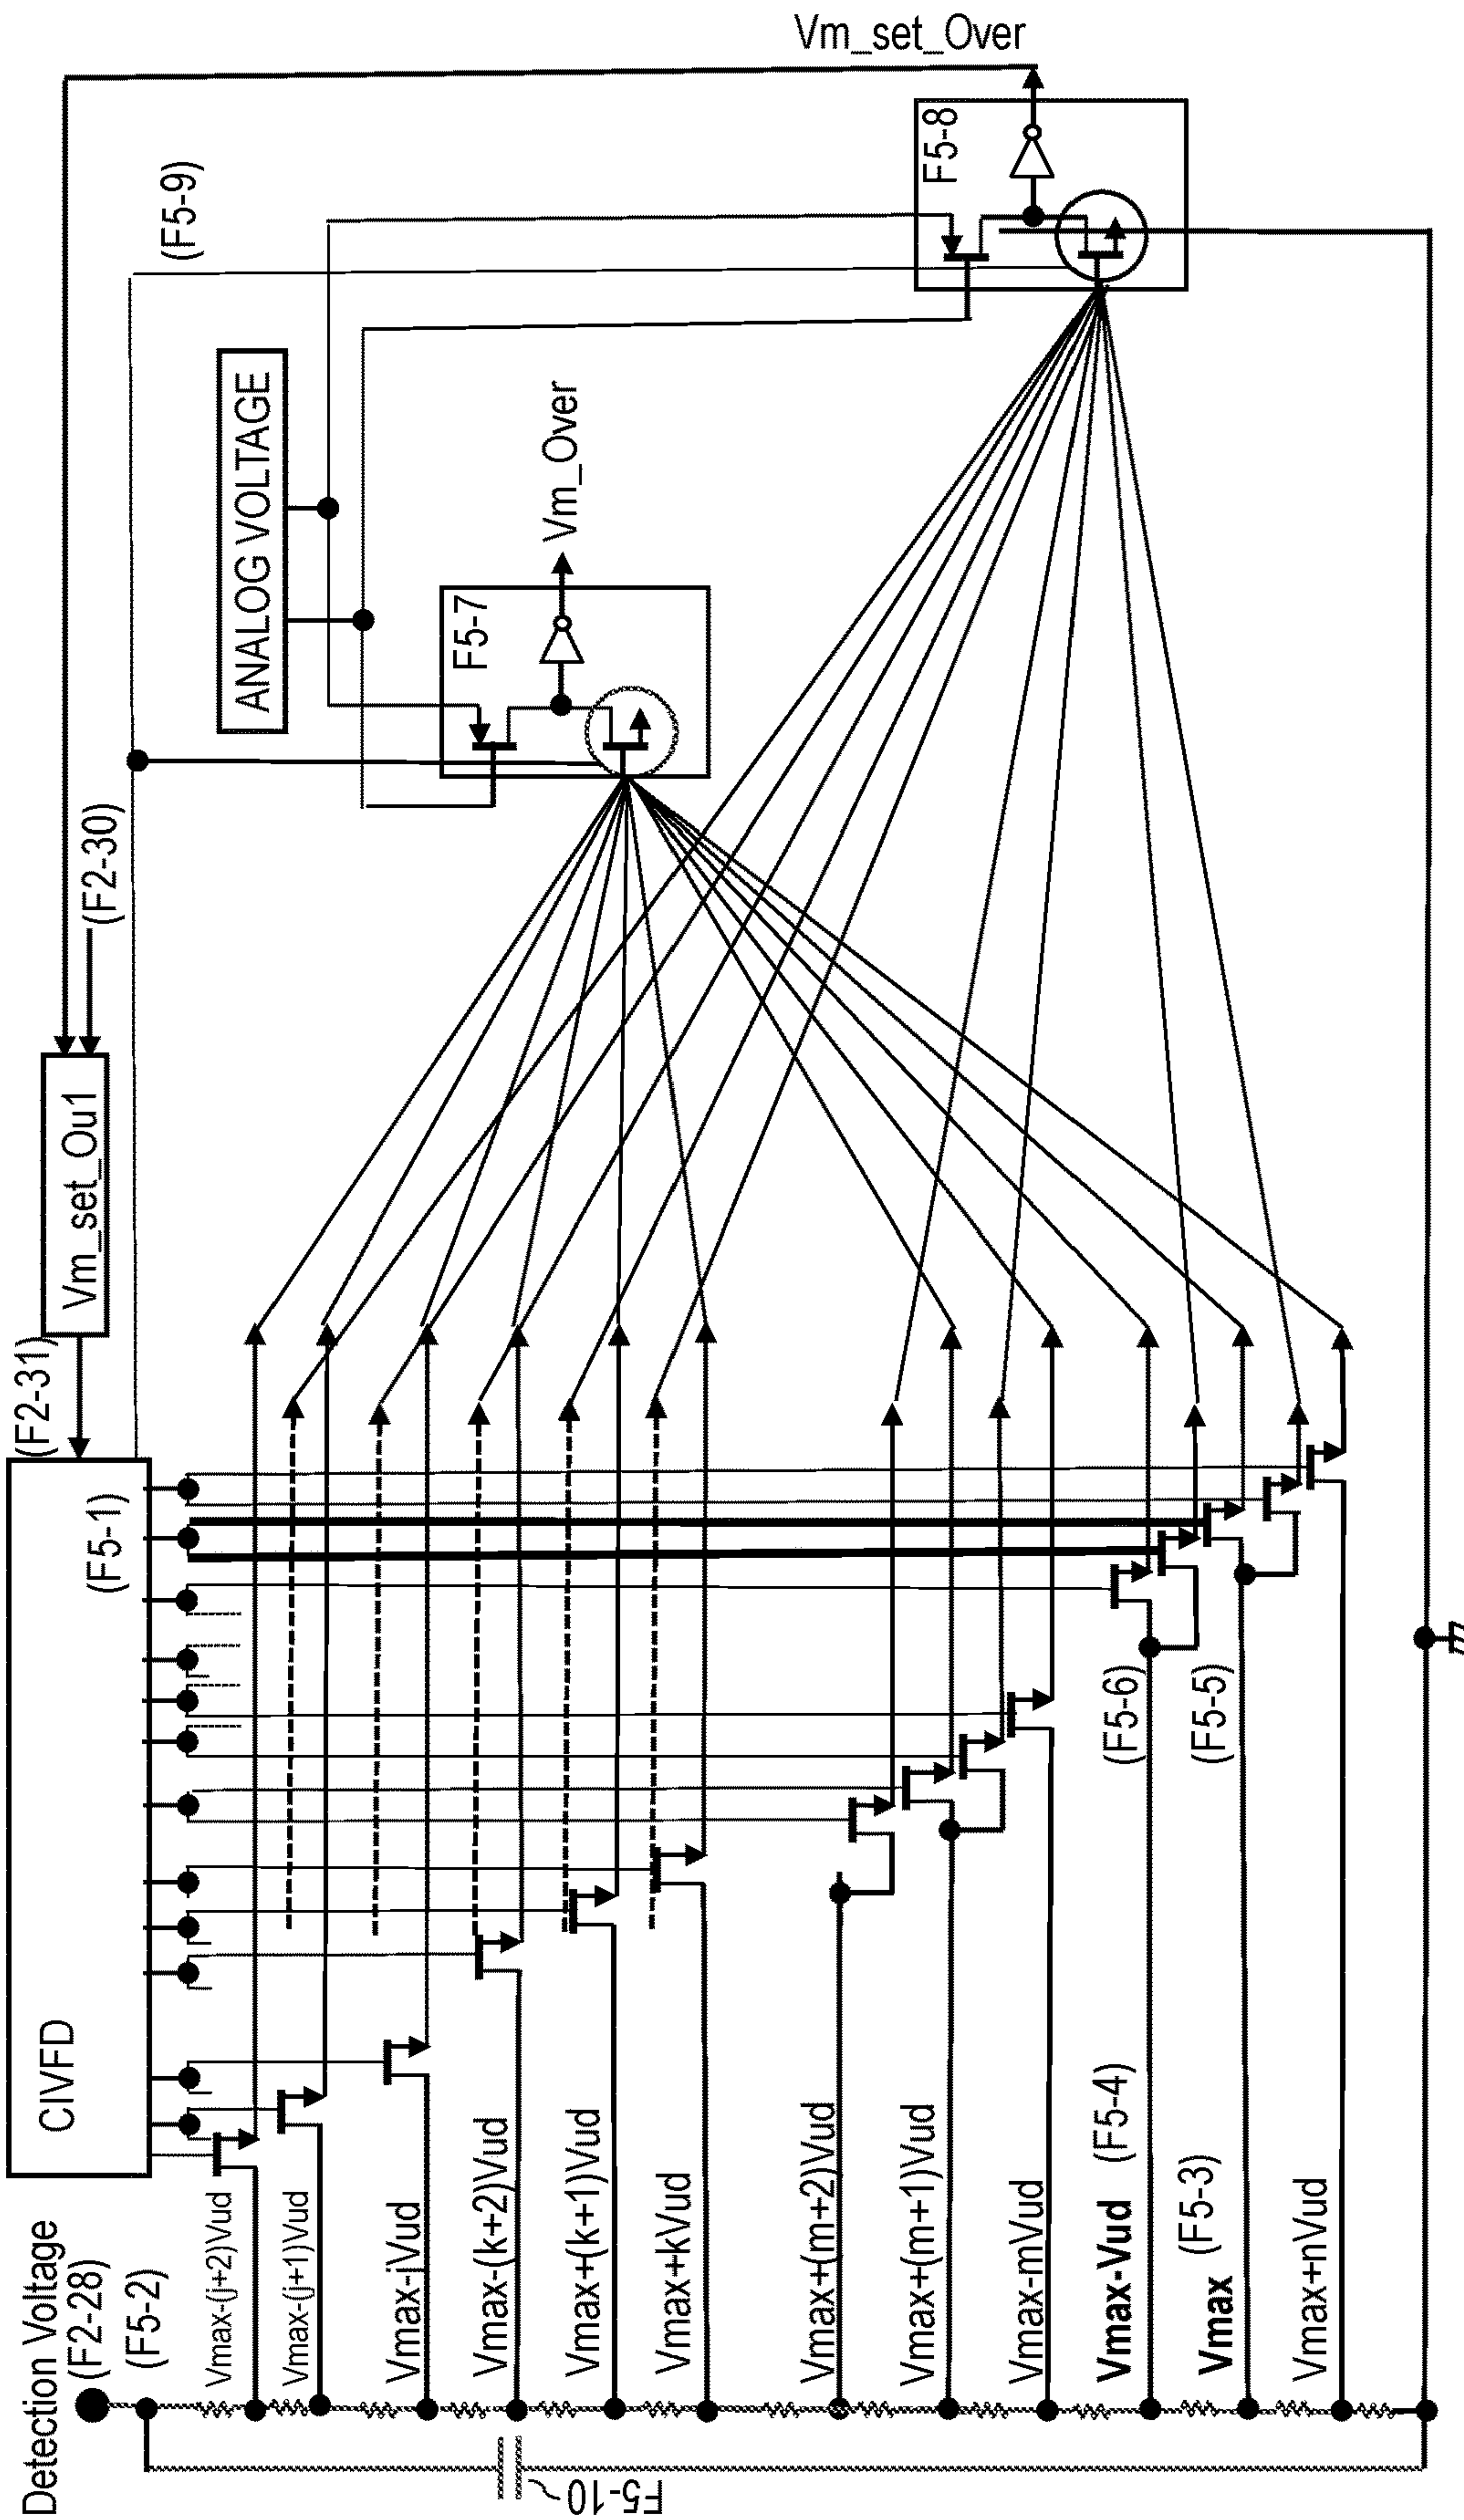 Vm_set_Over
(F5-9)
F5-8
ANALOG VOLTAGE
Vm_Over
F5-7
(F2-30)
Vm_set_Ou1
(F2-31)
(F5-1)
CIVFD
(F5-6)
(F5-5)
Detection Voltage
(F2-28)
(F5-2)
Vmax-(j+2)Vud
Vmax-(j+1)Vud
Vmax-jVud
Vmax-(k+2)Vud
Vmax+(k+1)Vud
Vmax+kVud
Vmax+(m+2)Vud
Vmax+(m+1)Vud
Vmax-mVud
Vmax-Vud (F5-4)
Vmax (F5-3)
Vmax+nVud
F5-10